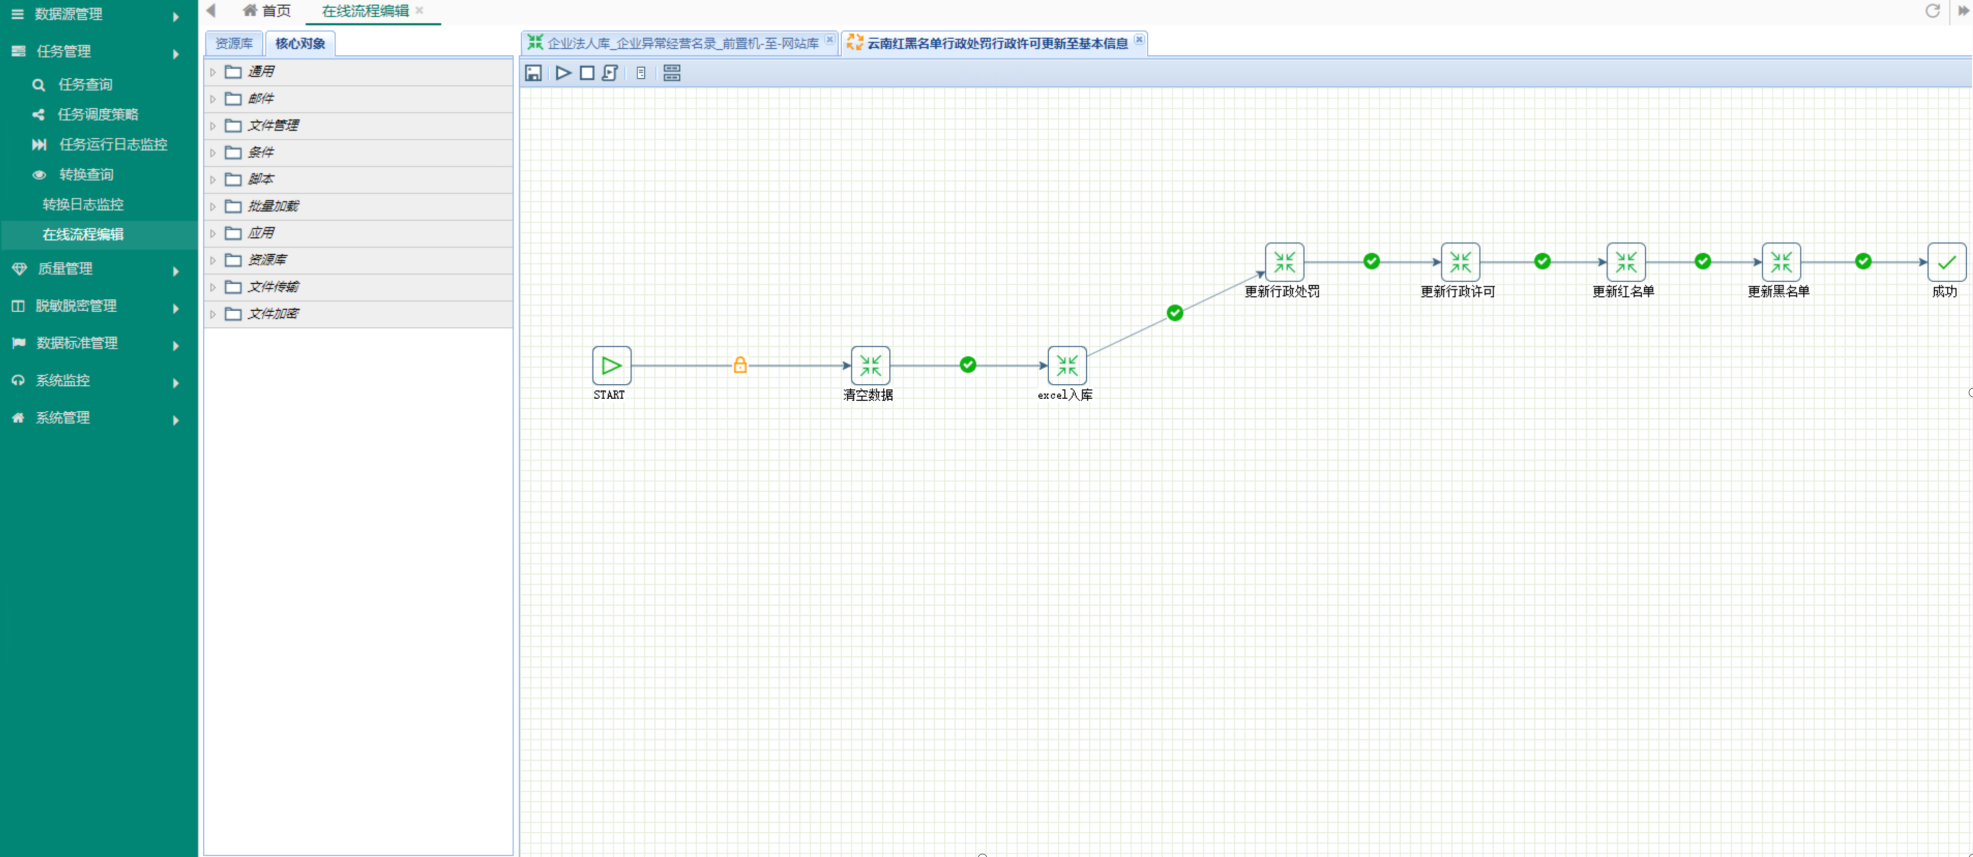 数据源管理
任务管理
任务查询
任务调度策略
任务运行日志监控
转换查询
转换日志监控
在线流程编辑
质量管理
脱敏脱密管理
数据标准管理
系统监控
系统管理
首页
在线流程编辑
资源库
核心对象
通用
邮件
文件管理
条件
脚本
批量加载
应用
资源库
文件传输
文件加密
企业法人库_企业异常经营名录_前置机-至-网站库
云南红黑名单行政处罚行政许可更新至基本信息
更新行政处罚
更新行政许可
更新红名单
更新黑名单
成功
START
清空数据
excel入库